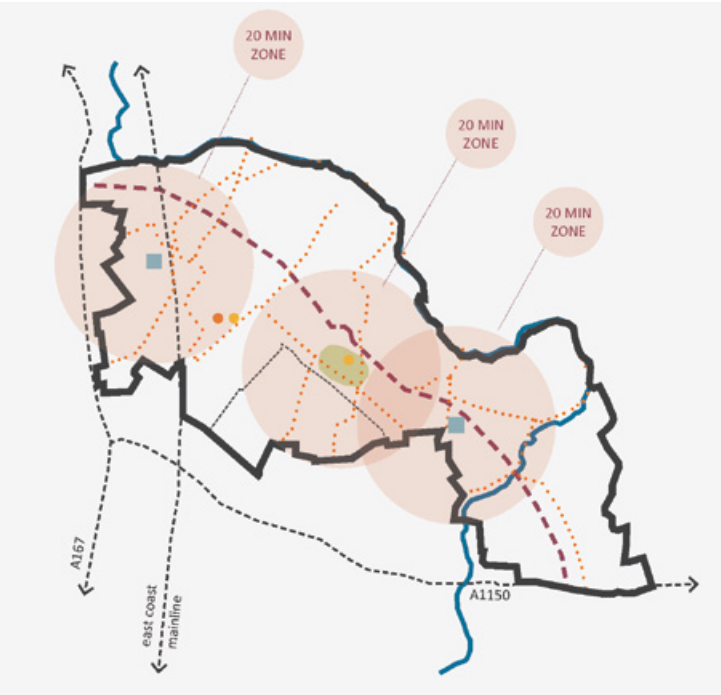 20 MIN
ZONE
20 MIN
ZONE
20 MIN
ZONE
A167
east coast
mainline
A1150